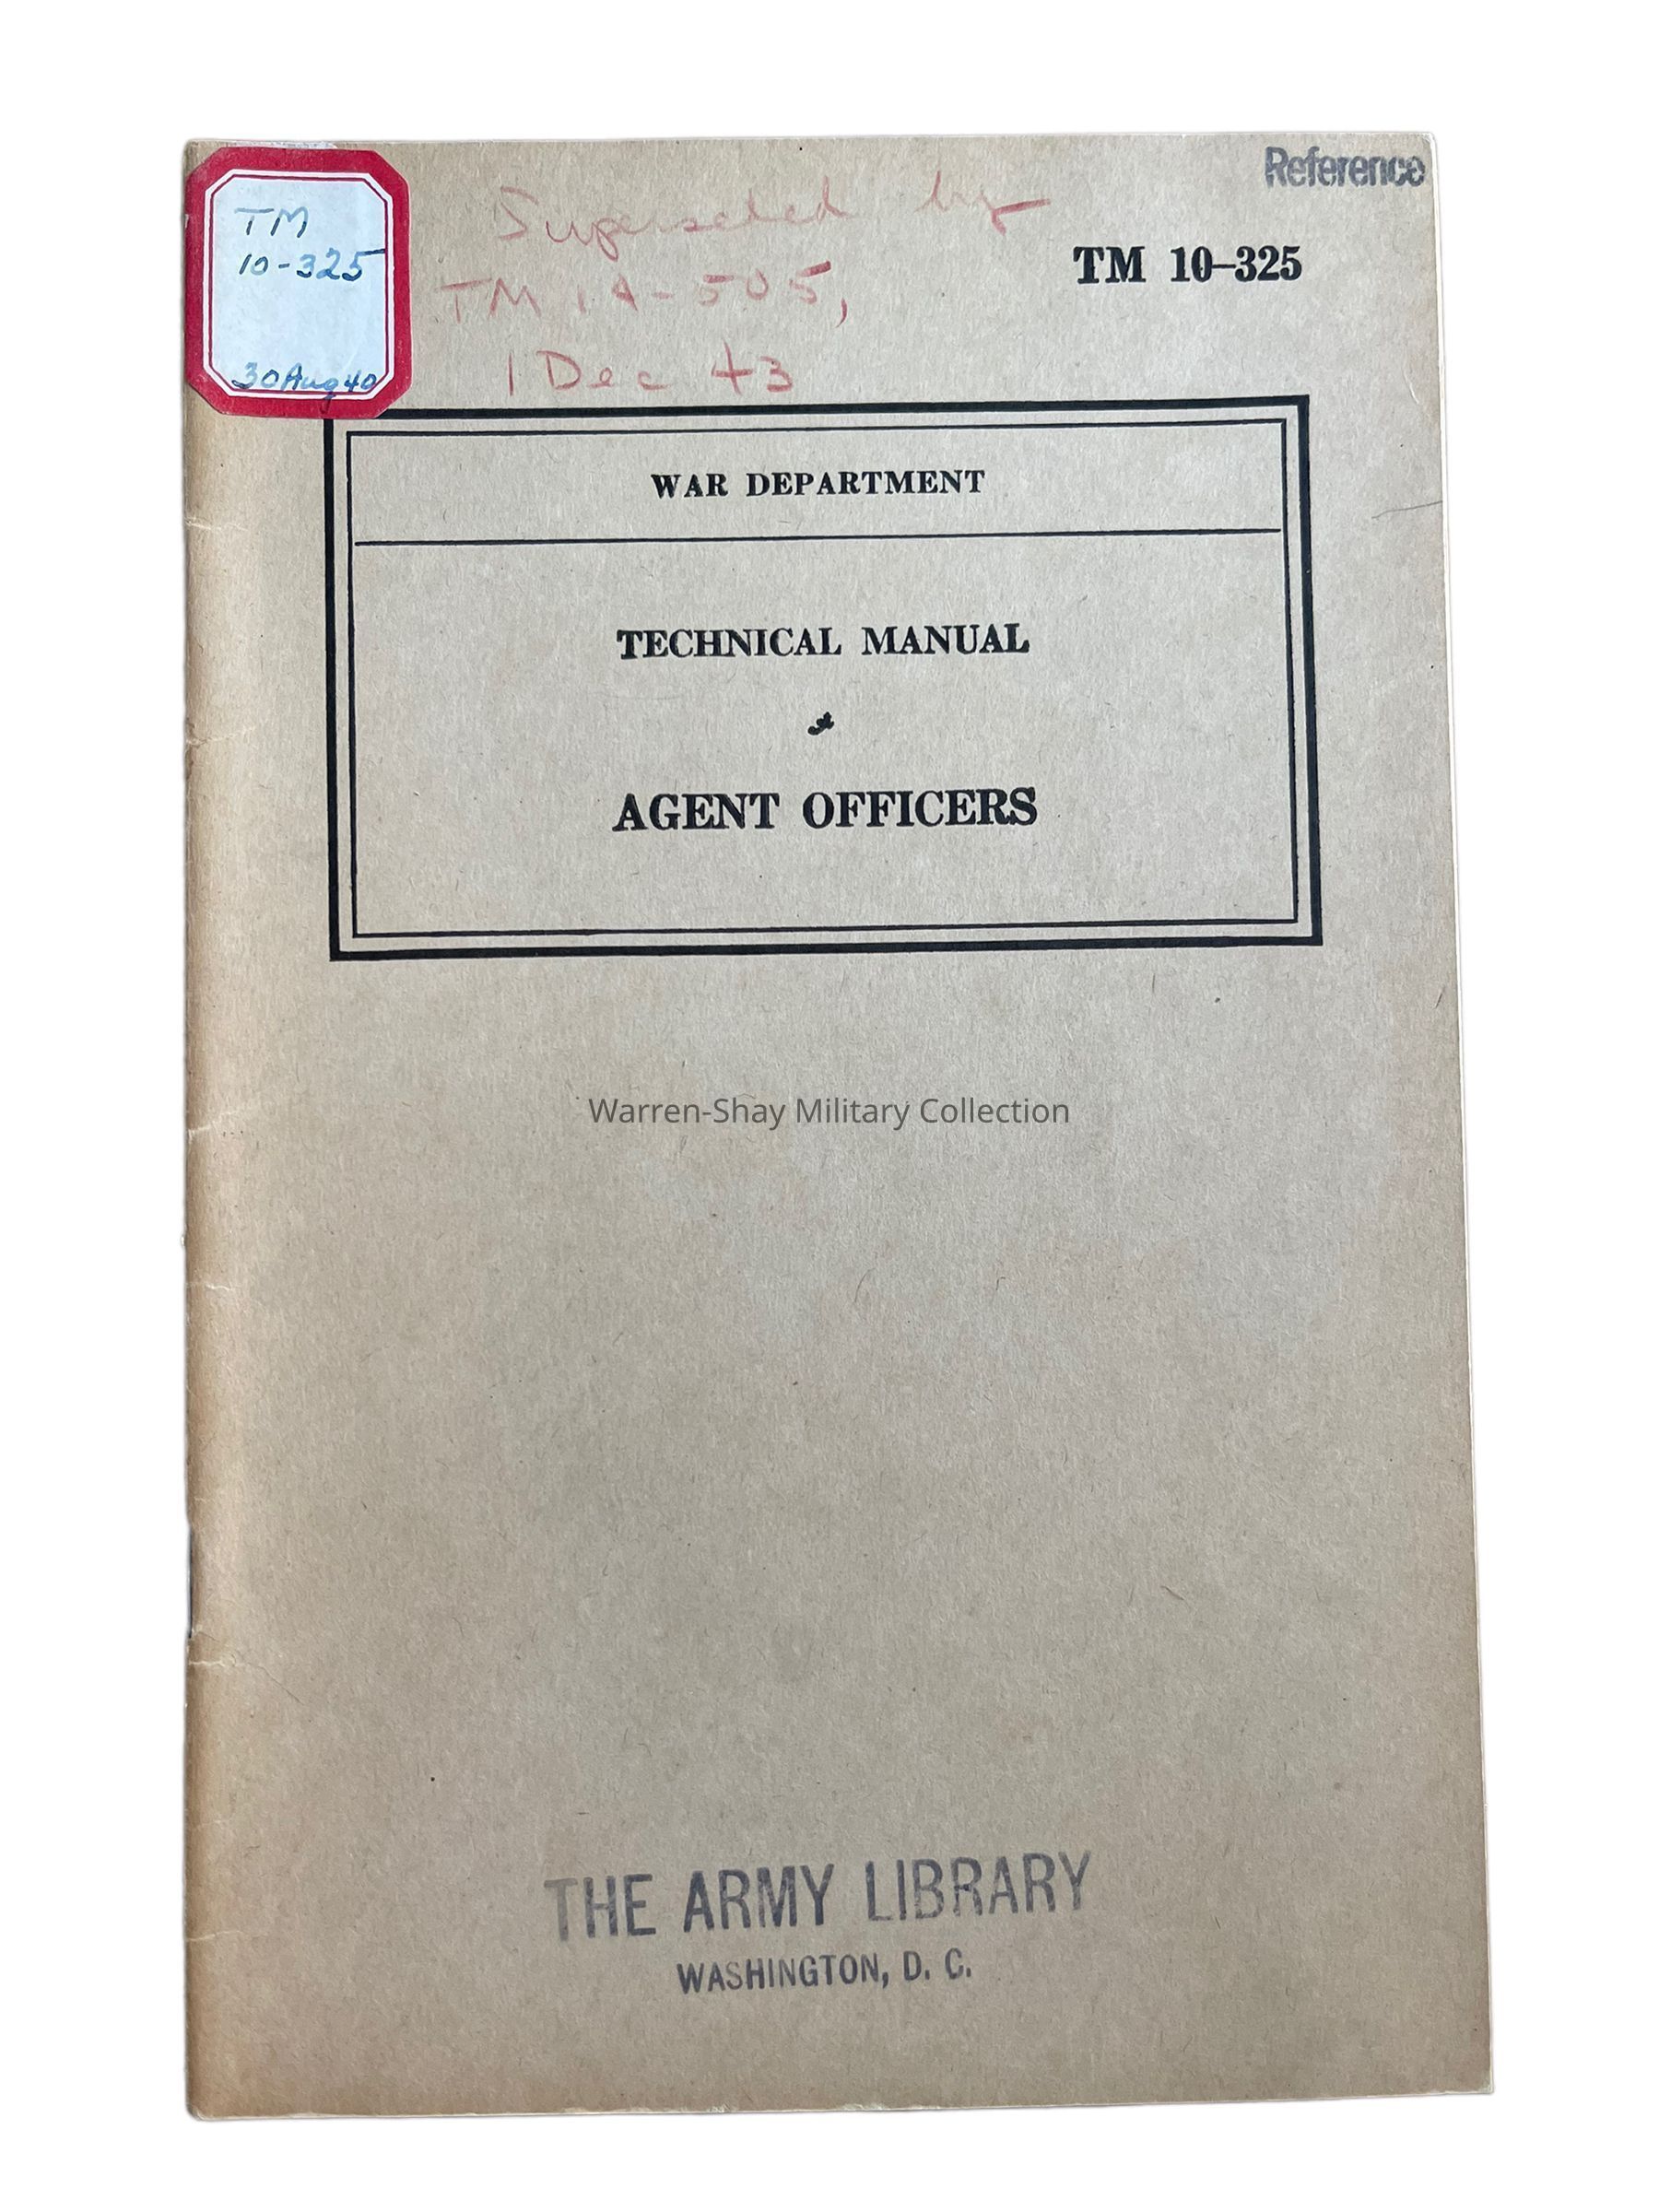 Reference
TM
10-325
30 Aug 40
Superseded by
TM 14-505,
1 Dec 43
TM 10–325
WAR DEPARTMENT
TECHNICAL MANUAL
AGENT OFFICERS
Warren-Shay Military Collection
THE ARMY LIBRARY
WASHINGTON, D. C.